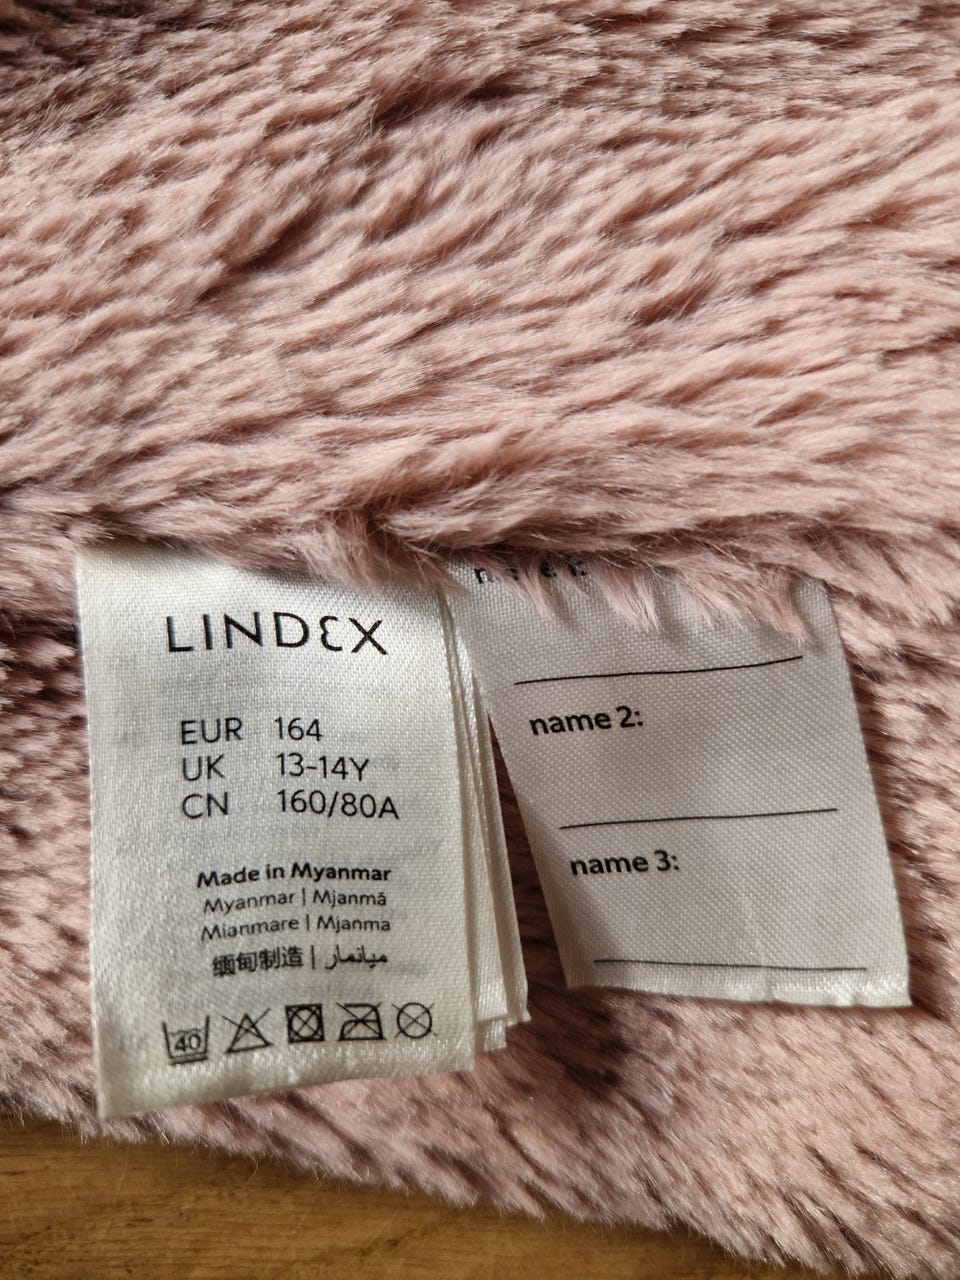 LINDEX
EUR 164
UK 13-14Y
CN 160/80A
Made in Myanmar
Myanmar | Mjanmā
Mianmare | Mjanma
缅甸制造 | ميانمار
40
name 2:
name 3: